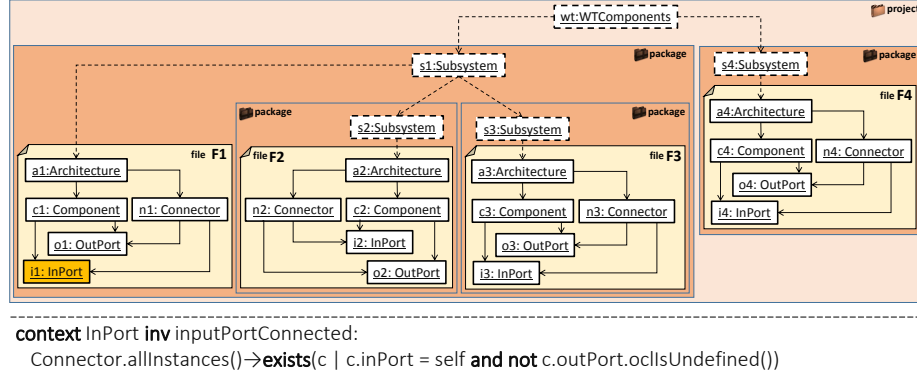 project
wt:WTComponents
package
s1:Subsystem
package
s4:Subsystem
file F4
a4:Architecture
c4: Component
n4: Connector
o4: OutPort
i4: InPort
package
s2:Subsystem
package
s3:Subsystem
file F1
a1:Architecture
c1: Component
n1: Connector
o1: OutPort
i1: InPort
file F2
a2:Architecture
n2: Connector
c2: Component
i2: InPort
o2: OutPort
file F3
a3:Architecture
c3: Component
n3: Connector
o3: OutPort
i3: InPort
context InPort inv inputPortConnected:
Connector.allInstances()→exists(c | c.inPort = self and not c.outPort.oclIsUndefined())